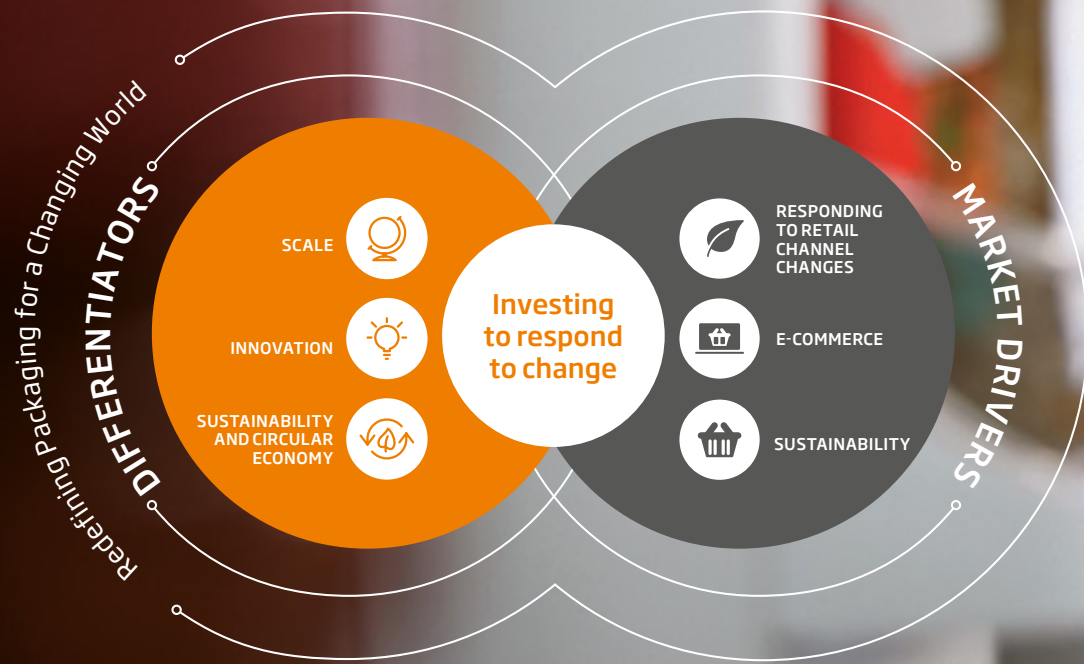 Redefining Packaging for a Changing World
DIFFERENTIATORS
SCALE
INNOVATION
SUSTAINABILITY
AND CIRCULAR
ECONOMY
Investing
to respond
to change
RESPONDING
TO RETAIL
CHANNEL
CHANGES
E-COMMERCE
SUSTAINABILITY
MARKET DRIVERS